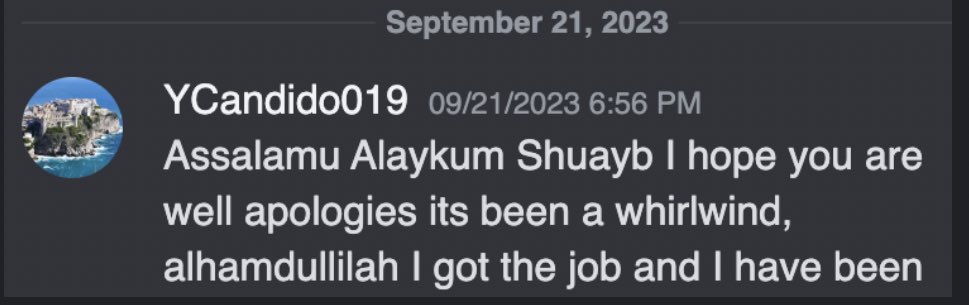 September 21, 2023
YCandido019 09/21/2023 6:56 PM
Assalamu Alaykum Shuayb I hope you are
well apologies its been a whirlwind,
alhamdullilah I got the job and I have been